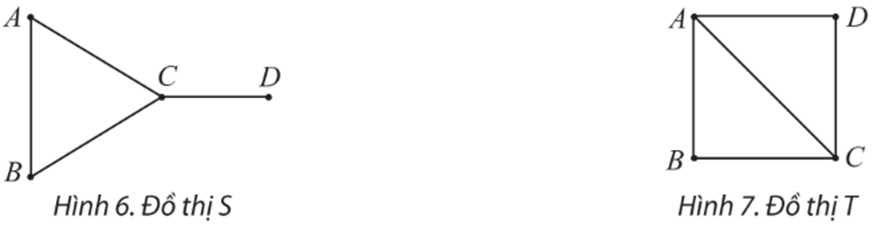 A
C
D
B
Hình 6. Đồ thị S
A
D
B
C
Hình 7. Đồ thị T